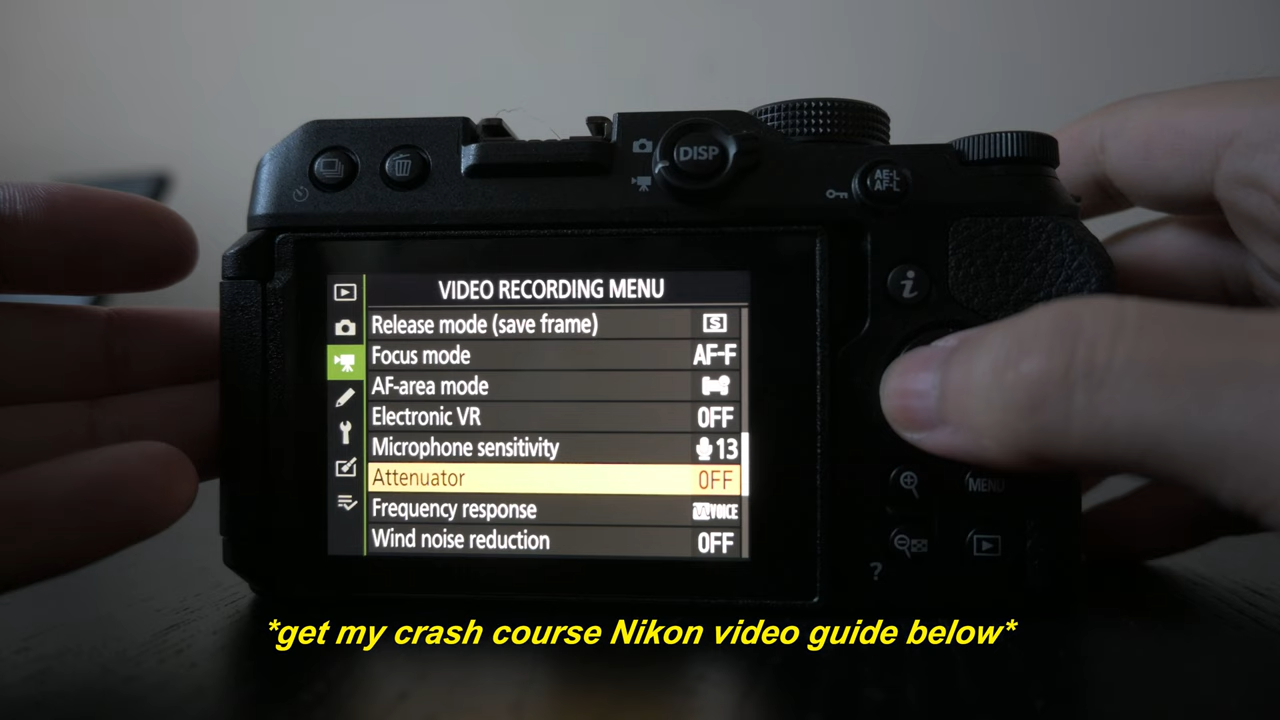 DISP
AE-L
AF-L
i
VIDEO RECORDING MENU
Release mode (save frame) S
Focus mode AF-F
AF-area mode
Electronic VR OFF
Microphone sensitivity 13
Attenuator OFF
Frequency response VOICE
Wind noise reduction OFF
MENU
?
*get my crash course Nikon video guide below*